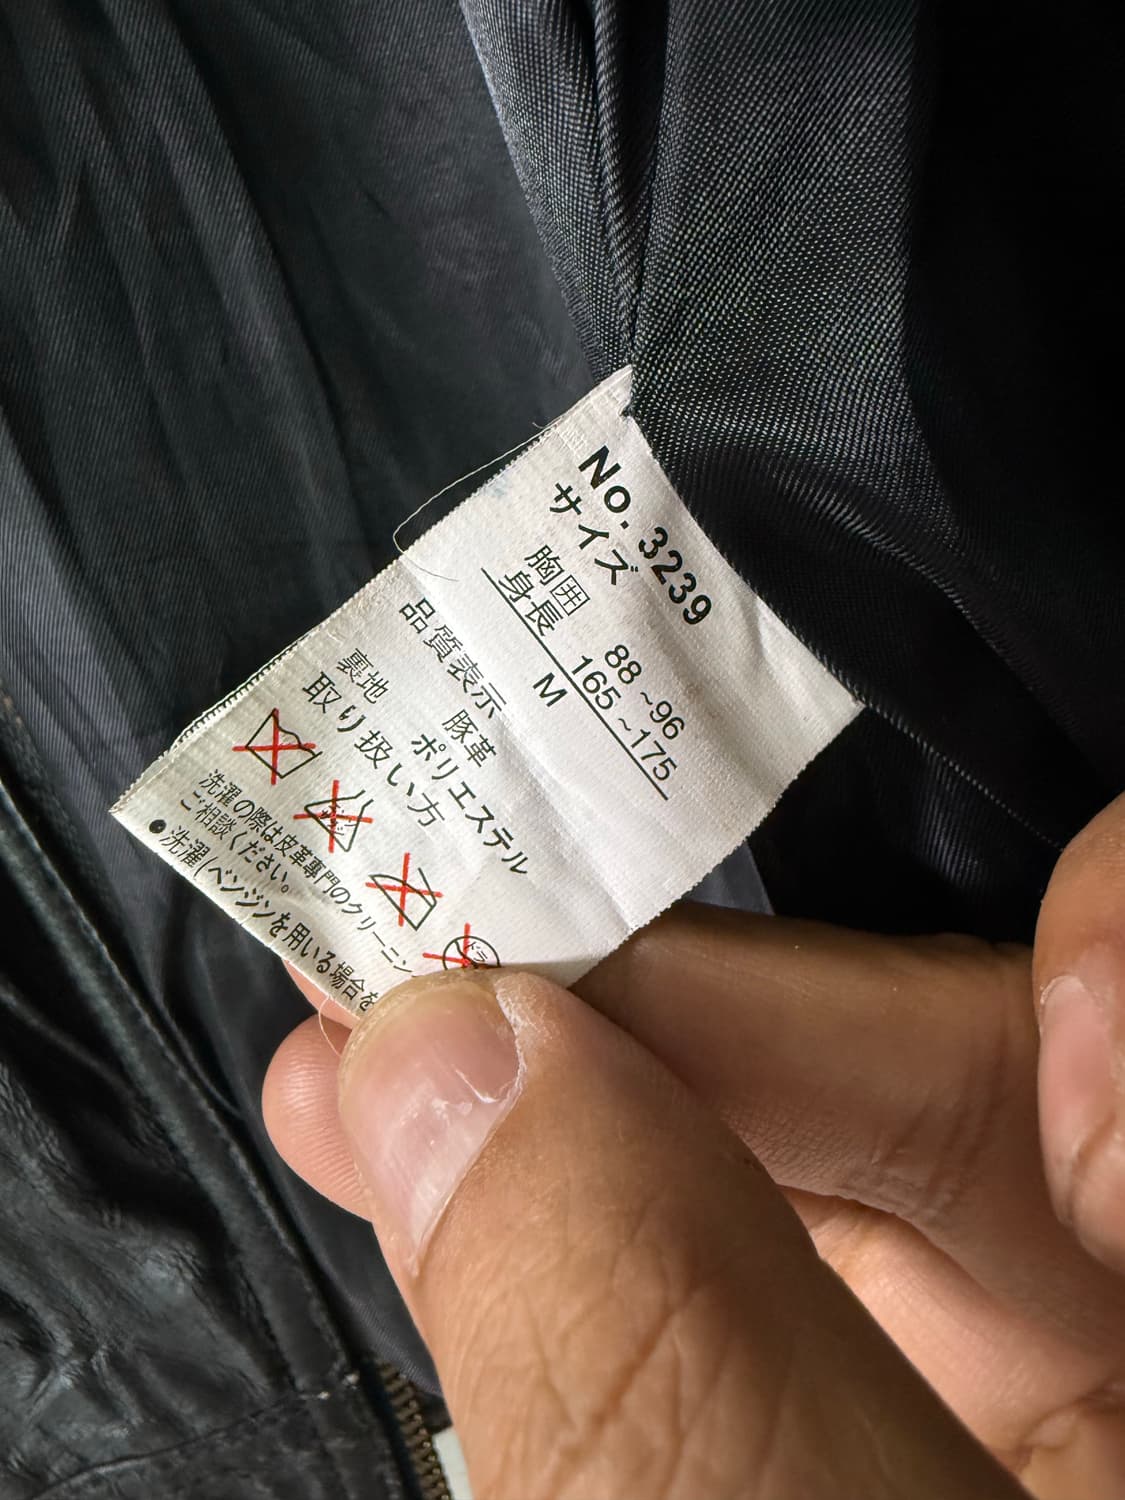 No. 3239
サイズ
胸囲 88~96
身長 165~175
M
品質表示
豚革
裏地 ポリエステル
取り扱い方
ドラ
洗濯の際は皮革専門のクリーニン
ご相談ください。
●洗濯(ベンジンを用いる場合を